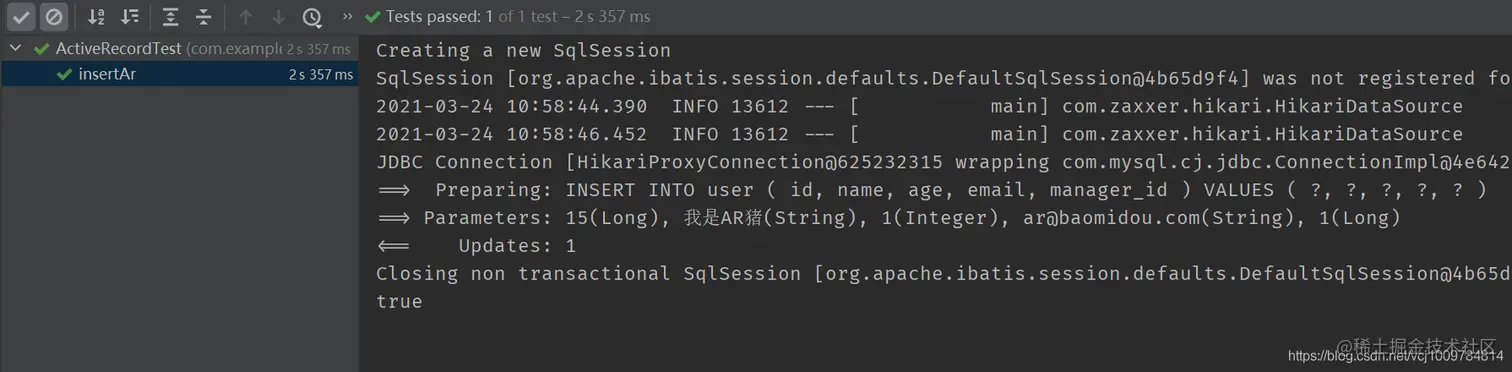 Tests passed: 1 of 1 test – 2 s 357 ms
ActiveRecordTest (com.example 2 s 357 ms
insertAr 2 s 357 ms
Creating a new SqlSession
SqlSession [org.apache.ibatis.session.defaults.DefaultSqlSession@4b65d9f4] was not registered fo
2021-03-24 10:58:44.390  INFO 13612 --- [           main] com.zaxxer.hikari.HikariDataSource
2021-03-24 10:58:46.452  INFO 13612 --- [           main] com.zaxxer.hikari.HikariDataSource
JDBC Connection [HikariProxyConnection@625232315 wrapping com.mysql.cj.jdbc.ConnectionImpl@4e642
==>  Preparing: INSERT INTO user ( id, name, age, email, manager_id ) VALUES ( ?, ?, ?, ?, ? )
==> Parameters: 15(Long), 我是AR猪(String), 1(Integer), ar@baomidou.com(String), 1(Long)
<==    Updates: 1
Closing non transactional SqlSession [org.apache.ibatis.session.defaults.DefaultSqlSession@4b65d
true
@稀土掘金技术社区
https://blog.csdn.net/vcj1009784814